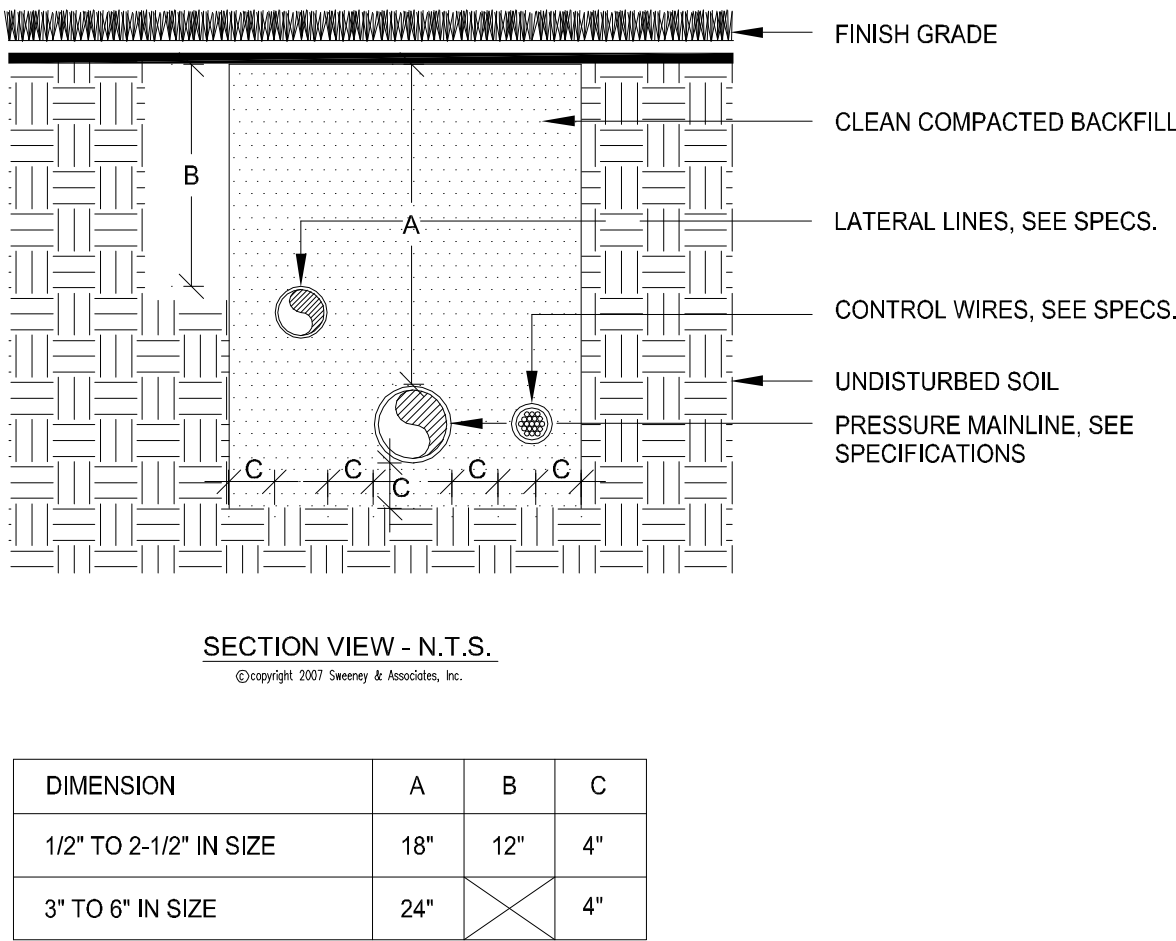 FINISH GRADE
CLEAN COMPACTED BACKFILL
B
A
LATERAL LINES, SEE SPECS.
CONTROL WIRES, SEE SPECS.
UNDISTURBED SOIL
PRESSURE MAINLINE, SEE
SPECIFICATIONS
C C C C
C
SECTION VIEW - N.T.S.
©copyright 2007 Sweeney & Associates, Inc.
DIMENSION A B C
1/2" TO 2-1/2" IN SIZE 18" 12" 4"
3" TO 6" IN SIZE 24" 4"